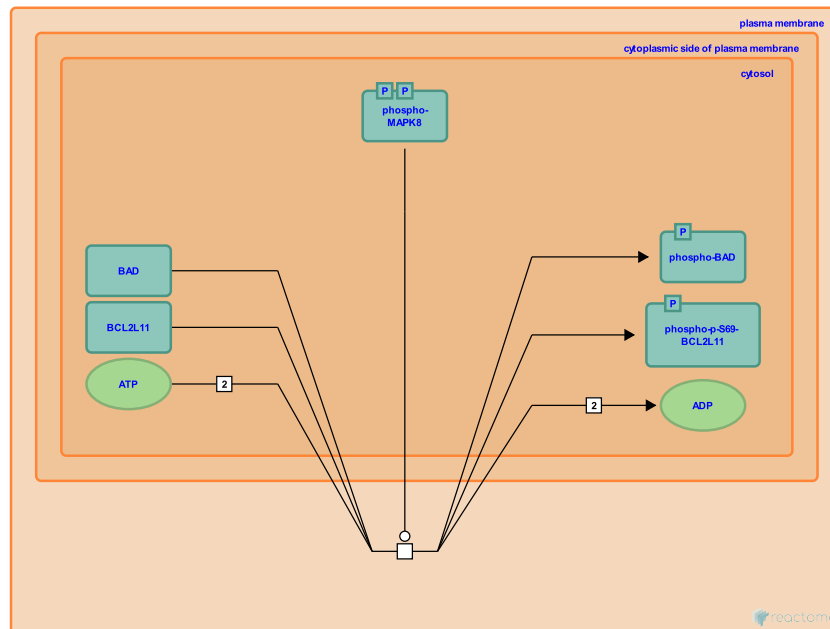 plasma membrane
cytoplasmic side of plasma membrane
cytosol
P P
phospho-
MAPK8
BAD
BCL2L11
ATP
2
P
phospho-BAD
P
phospho-p-S69-
BCL2L11
2
ADP
reactome